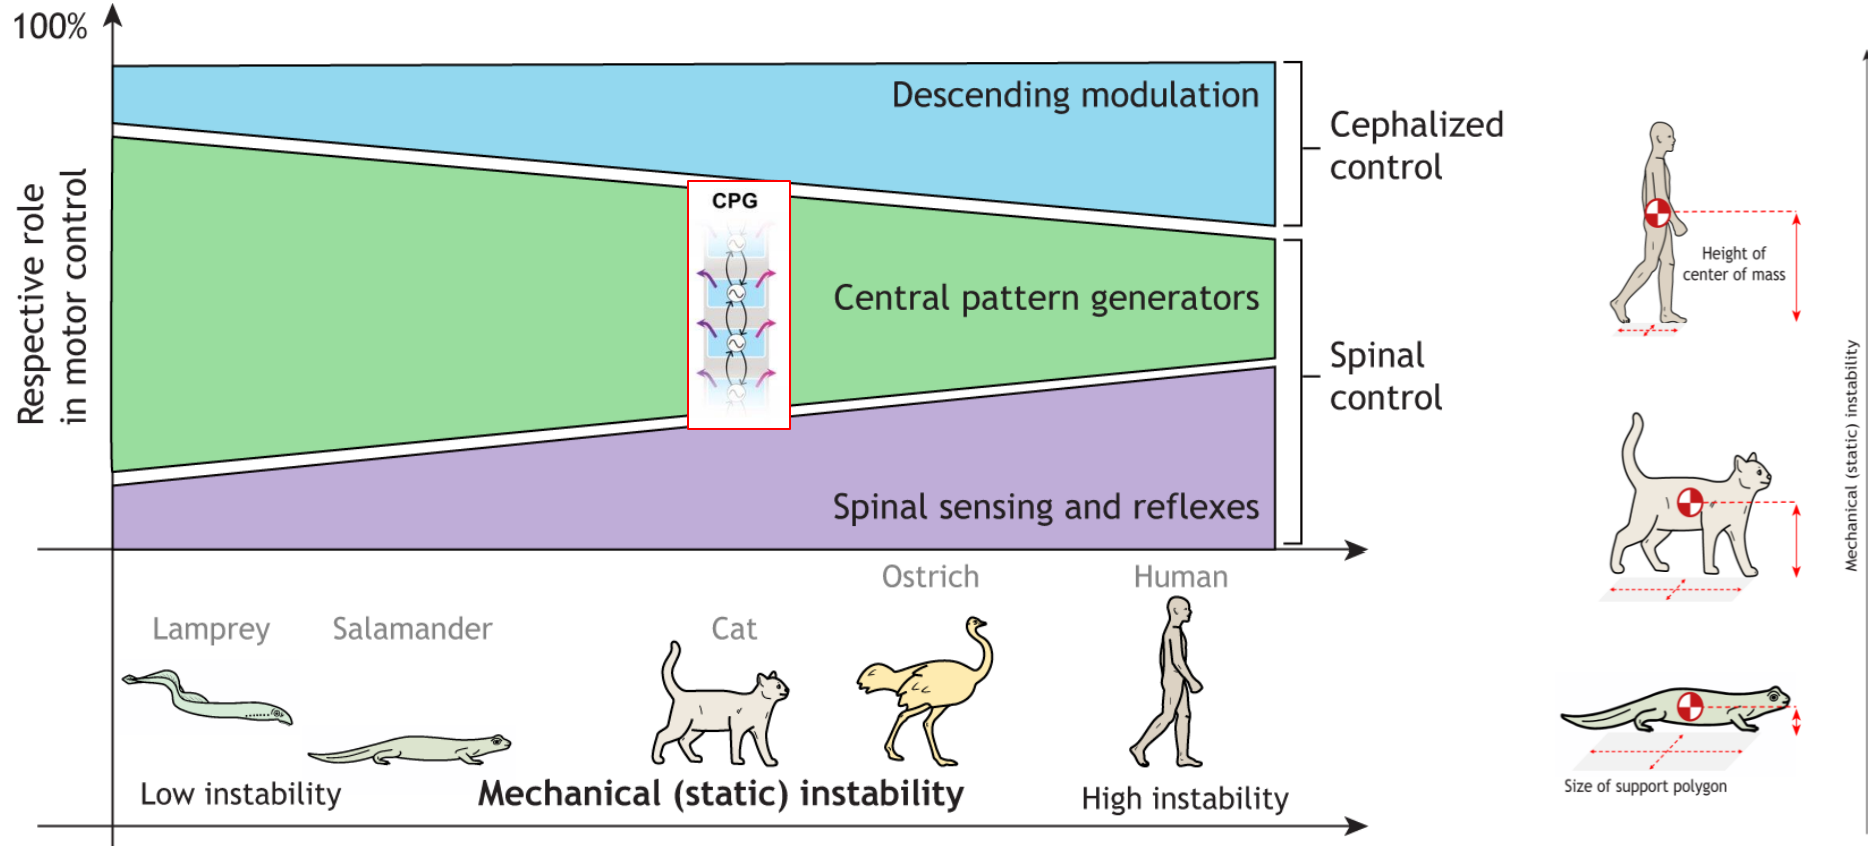 100%
Respective role
in motor control
Descending modulation
CPG
Central pattern generators
Spinal sensing and reflexes
Cephalized
control
Spinal
control
Lamprey
Salamander
Cat
Ostrich
Human
Low instability
Mechanical (static) instability
High instability
Height of
center of mass
Size of support polygon
Mechanical (static) instability